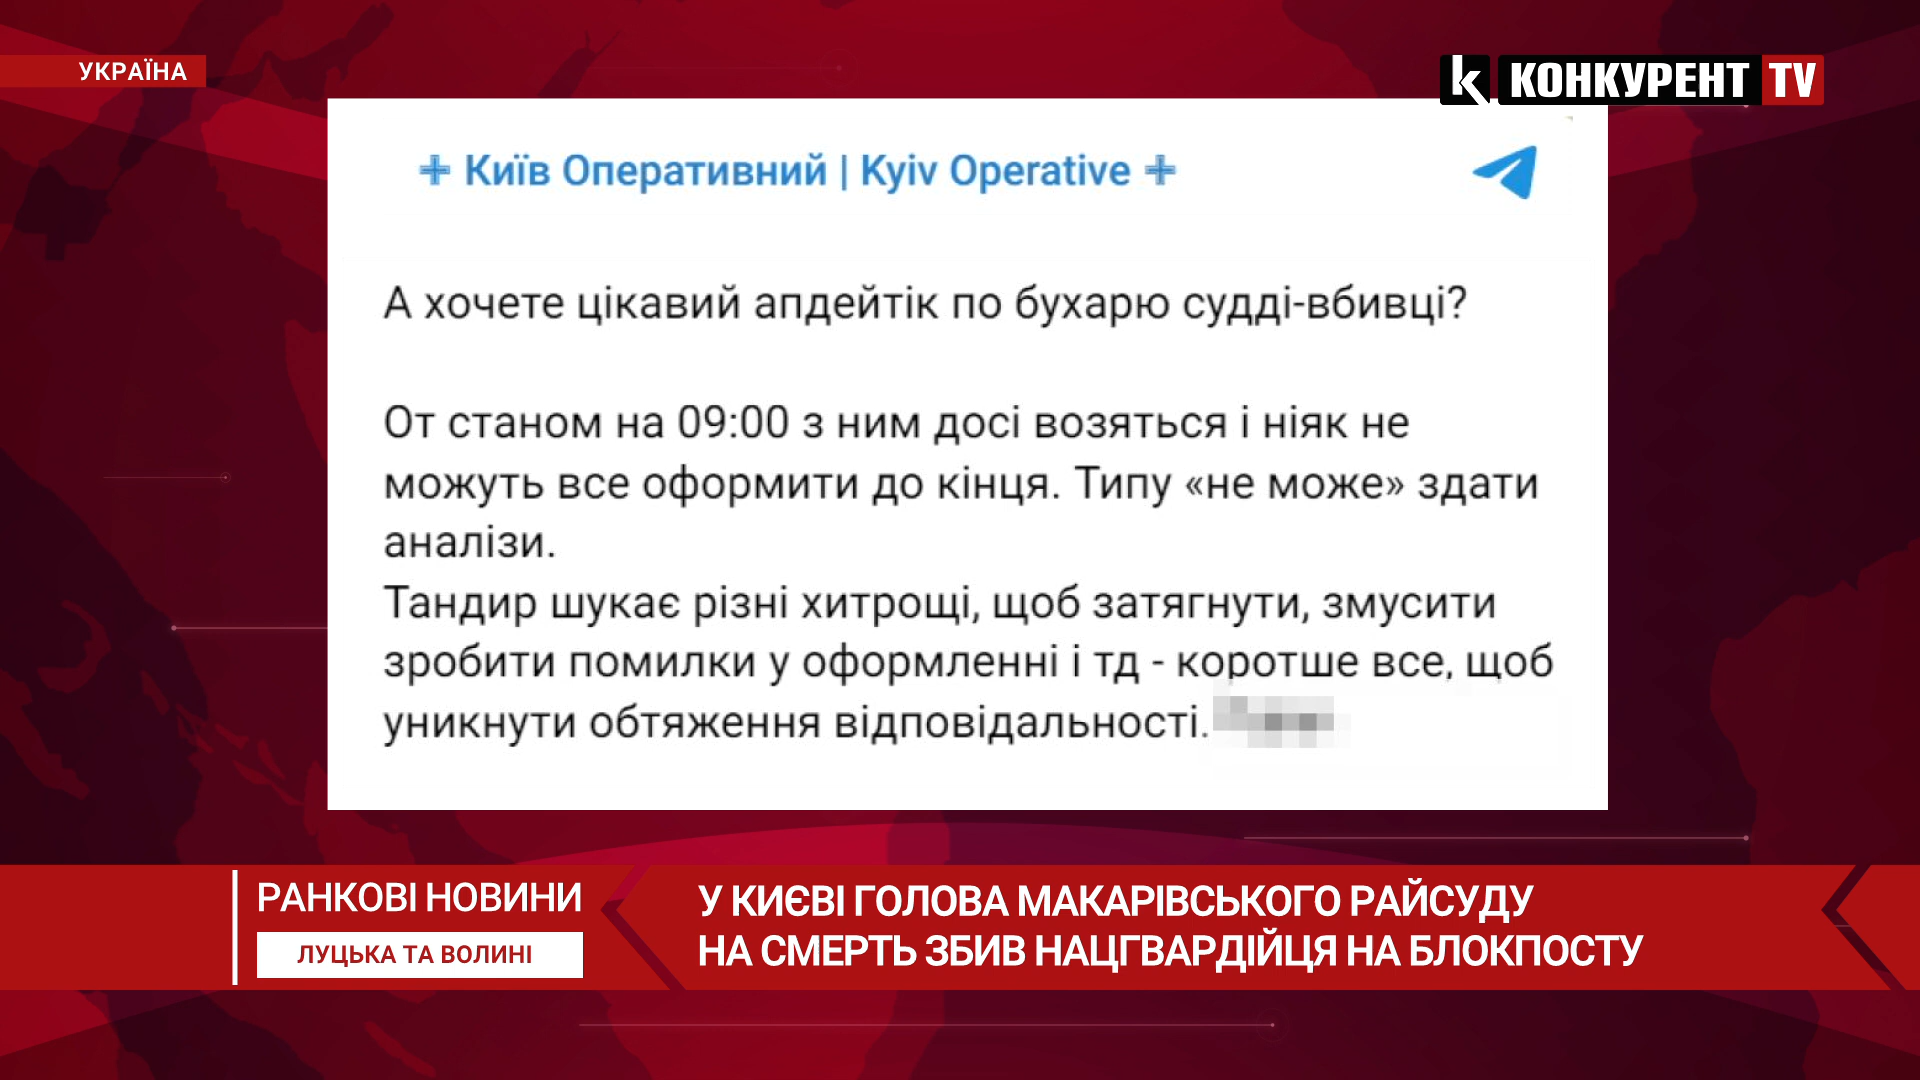 УКРАЇНА
КОНКУРЕНТ TV
Київ Оперативний | Kyiv Operative
А хочете цікавий апдейтік по бухарю судді-вбивці?
От станом на 09:00 з ним досі возяться і ніяк не
можуть все оформити до кінця. Типу «не може» здати
аналізи.
Тандир шукає різні хитрощі, щоб затягнути, змусити
зробити помилки у оформленні і тд - коротше все, щоб
уникнути обтяження відповідальності.
РАНКОВІ НОВИНИ
ЛУЦЬКА ТА ВОЛИНІ
У КИЄВІ ГОЛОВА МАКАРІВСЬКОГО РАЙСУДУ
НА СМЕРТЬ ЗБИВ НАЦГВАРДІЙЦЯ НА БЛОКПОСТУ